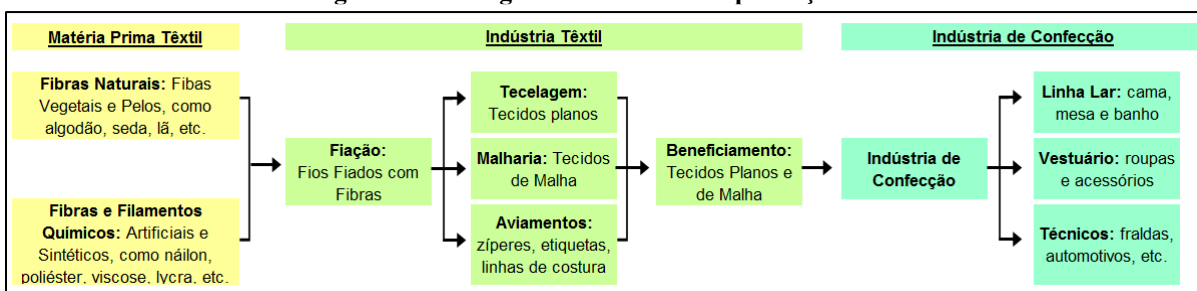 Matéria Prima Têxtil
Indústria Têxtil
Indústria de Confecção
Fibras Naturais: Fibas
Vegetais e Pelos, como
algodão, seda, lã, etc.
Fibras e Filamentos
Químicos: Artificiais e
Sintéticos, como náilon,
poliéster, viscose, lycra, etc.
Fiação:
Fios Fiados com
Fibras
Tecelagem:
Tecidos planos
Malharia: Tecidos
de Malha
Aviamentos:
zíperes, etiquetas,
linhas de costura
Beneficiamento:
Tecidos Planos e
de Malha
Indústria de
Confecção
Linha Lar: cama,
mesa e banho
Vestuário: roupas
e acessórios
Técnicos: fraldas,
automotivos, etc.